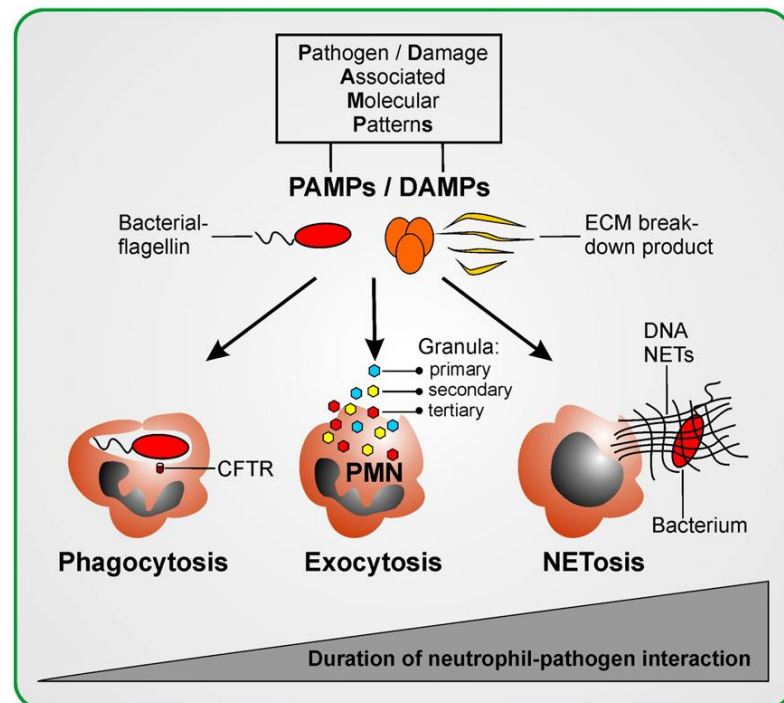 Pathogen / Damage
Associated
Molecular
Patterns
PAMPs / DAMPs
Bacterial-
flagellin
ECM break-
down product
Granula:
primary
secondary
tertiary
DNA
NETs
CFTR
PMN
Bacterium
Phagocytosis
Exocytosis
NETosis
Duration of neutrophil-pathogen interaction